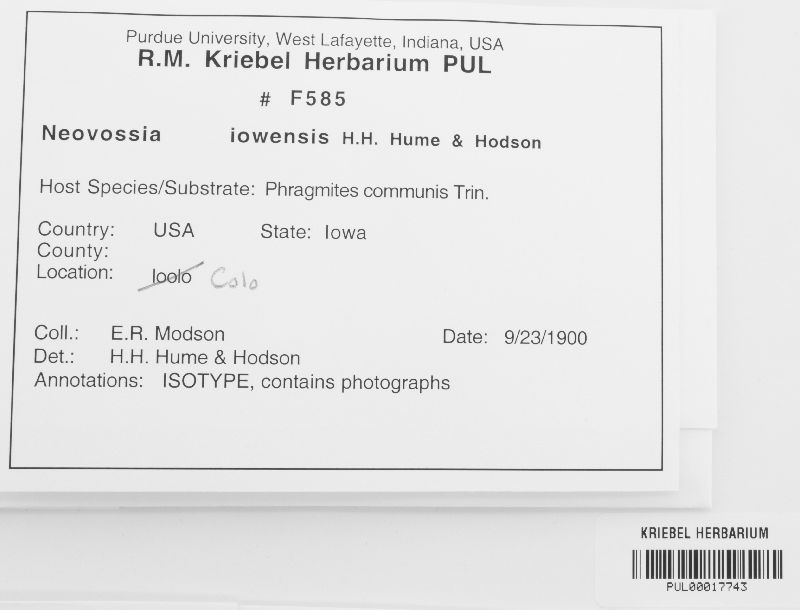 Purdue University, West Lafayette, Indiana, USA
R.M. Kriebel Herbarium PUL
# F585
Neovossia iowensis H.H. Hume & Hodson
Host Species/Substrate: Phragmites communis Trin.
Country: USA State: Iowa
County:
Location: Ioolo Colo
Coll.: E.R. Modson Date: 9/23/1900
Det.: H.H. Hume & Hodson
Annotations: ISOTYPE, contains photographs
KRIEBEL HERBARIUM
PUL00017743